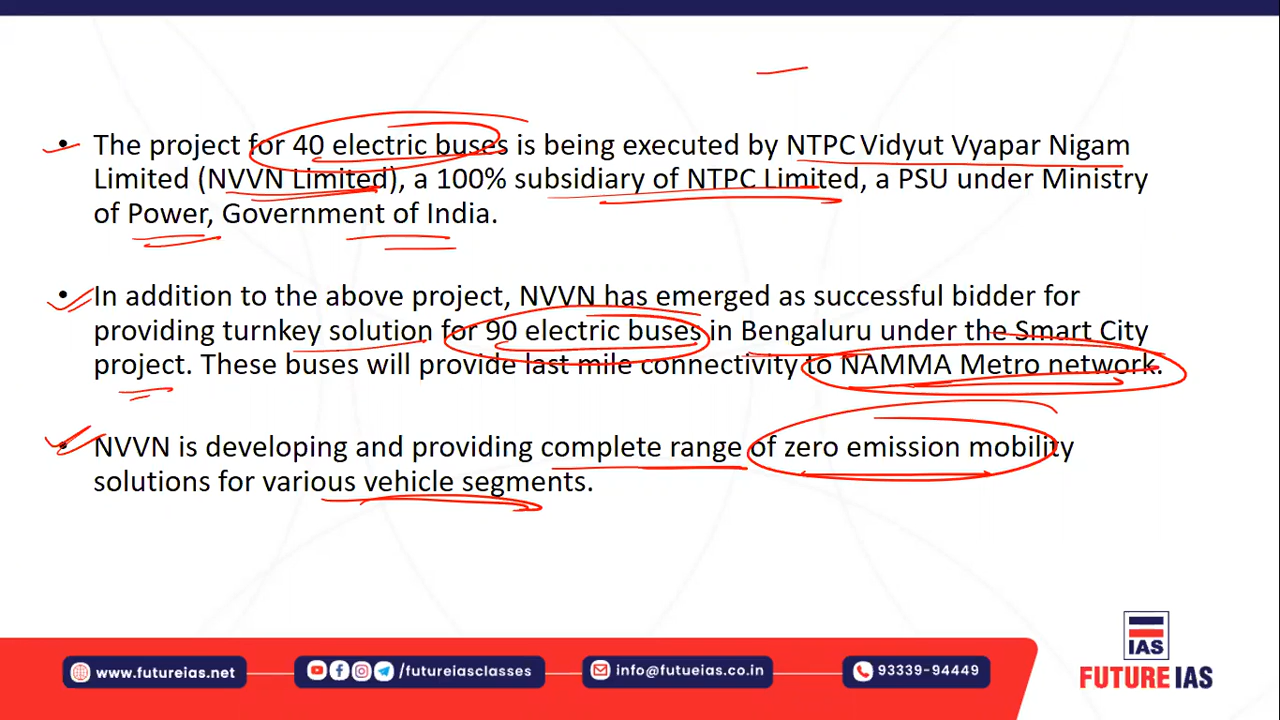 • The project for 40 electric buses is being executed by NTPC Vidyut Vyapar Nigam
Limited (NVVN Limited), a 100% subsidiary of NTPC Limited, a PSU under Ministry
of Power, Government of India.
• In addition to the above project, NVVN has emerged as successful bidder for
providing turnkey solution for 90 electric buses in Bengaluru under the Smart City
project. These buses will provide last mile connectivity to NAMMA Metro network.
• NVVN is developing and providing complete range of zero emission mobility
solutions for various vehicle segments.
IAS
FUTURE IAS
www.futureias.net
/futureiasclasses
info@futueias.co.in
93339-94449